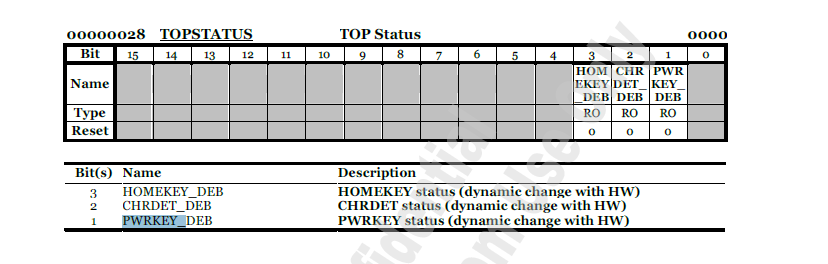 00000028 TOPSTATUS TOP Status 0000
Bit 15 14 13 12 11 10 9 8 7 6 5 4 3 2 1 0
Name HOMEKEY_DEB CHRDET_DEB PWRKEY_DEB
Type RO RO RO
Reset 0 0 0
Bit(s) Name Description
3 HOMEKEY_DEB HOMEKEY status (dynamic change with HW)
2 CHRDET_DEB CHRDET status (dynamic change with HW)
1 PWRKEY_DEB PWRKEY status (dynamic change with HW)